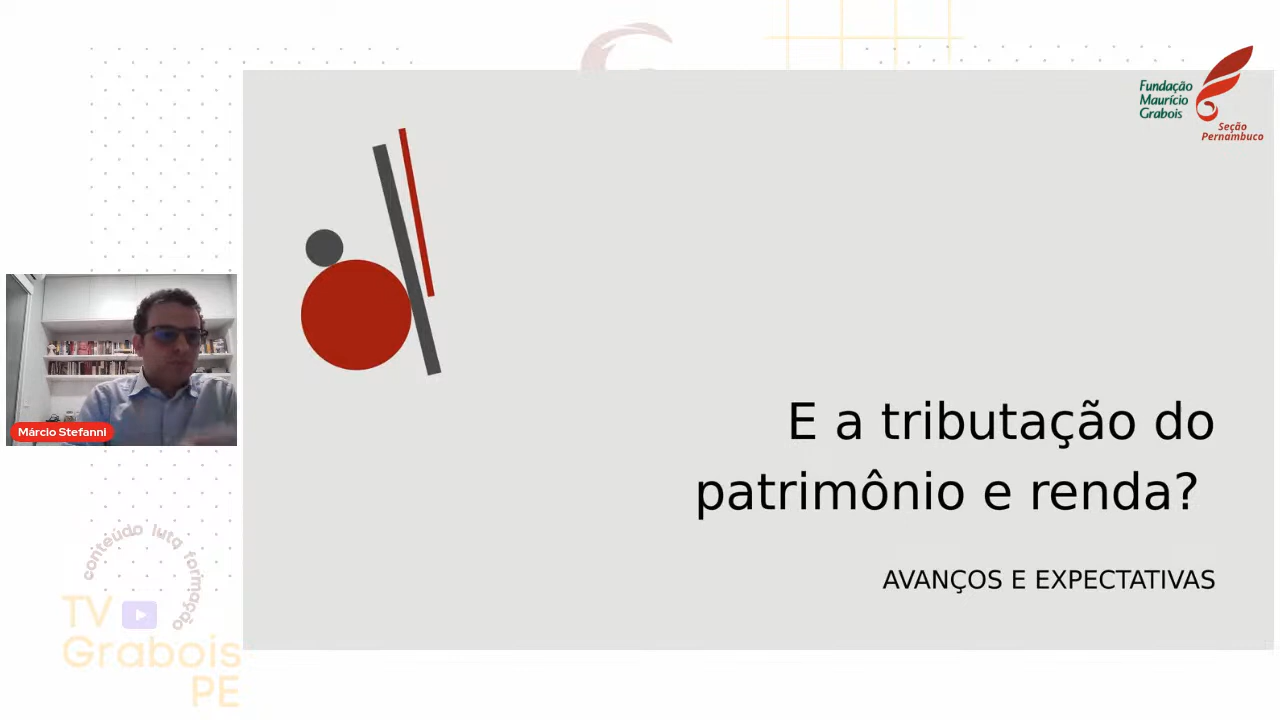 Fundação
Maurício
Grabois
Seção
Pernambuco
E a tributação do
patrimônio e renda?
AVANÇOS E EXPECTATIVAS
Márcio Stefanni
conteúdo luta formação
TV
Grabois
PE